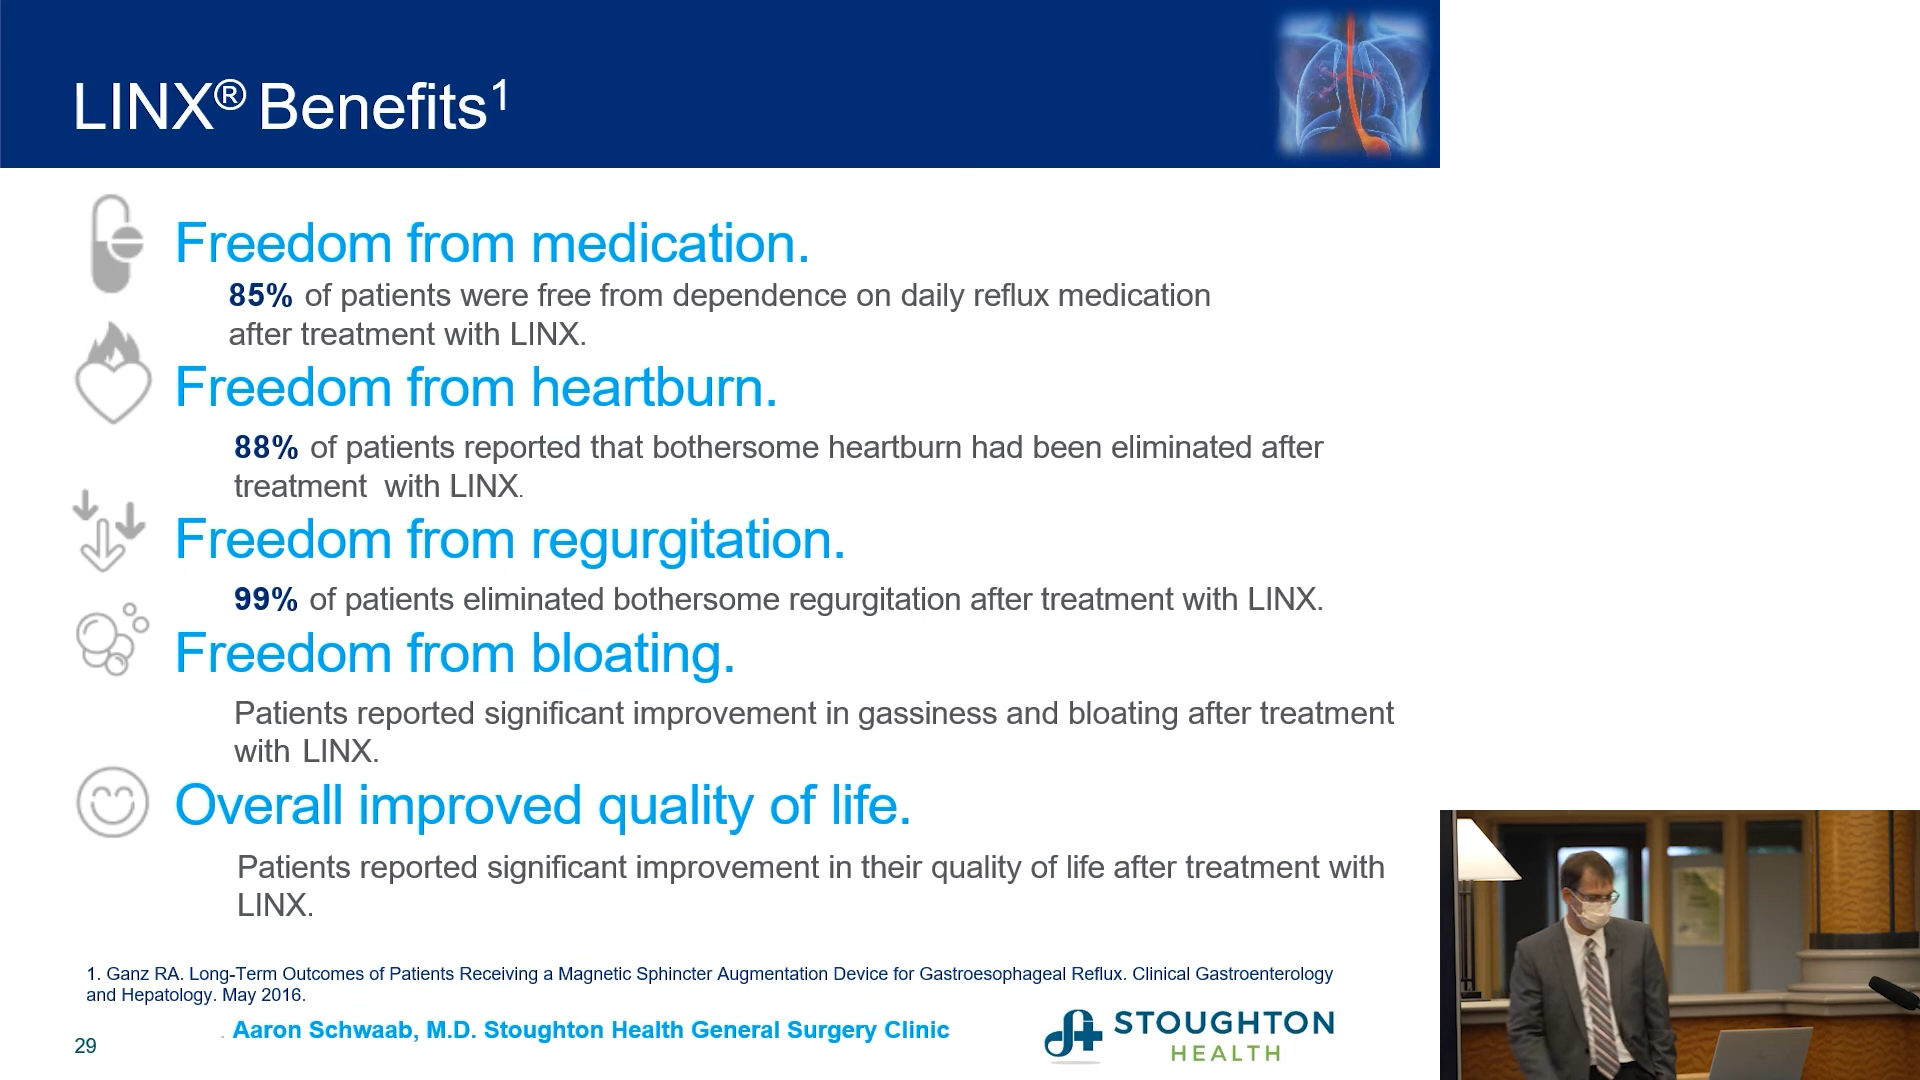 LINX® Benefits1
Freedom from medication.
85% of patients were free from dependence on daily reflux medication
after treatment with LINX.
Freedom from heartburn.
88% of patients reported that bothersome heartburn had been eliminated after
treatment with LINX.
Freedom from regurgitation.
99% of patients eliminated bothersome regurgitation after treatment with LINX.
Freedom from bloating.
Patients reported significant improvement in gassiness and bloating after treatment
with LINX.
Overall improved quality of life.
Patients reported significant improvement in their quality of life after treatment with
LINX.
1. Ganz RA. Long-Term Outcomes of Patients Receiving a Magnetic Sphincter Augmentation Device for Gastroesophageal Reflux. Clinical Gastroenterology
and Hepatology. May 2016.
. Aaron Schwaab, M.D. Stoughton Health General Surgery Clinic
STOUGHTON
HEALTH
29